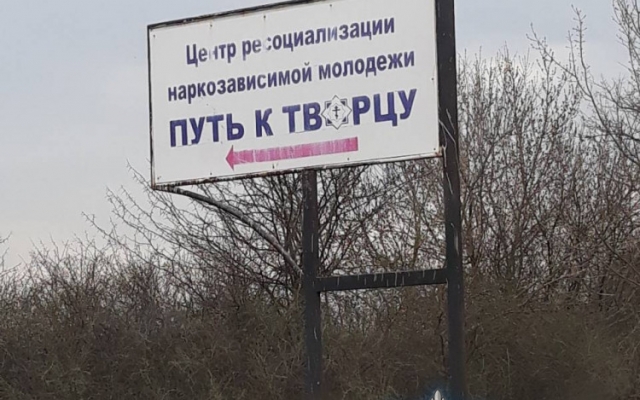 Центр ресоциализации
наркозависимой молодежи
ПУТЬ К ТВОРЦУ